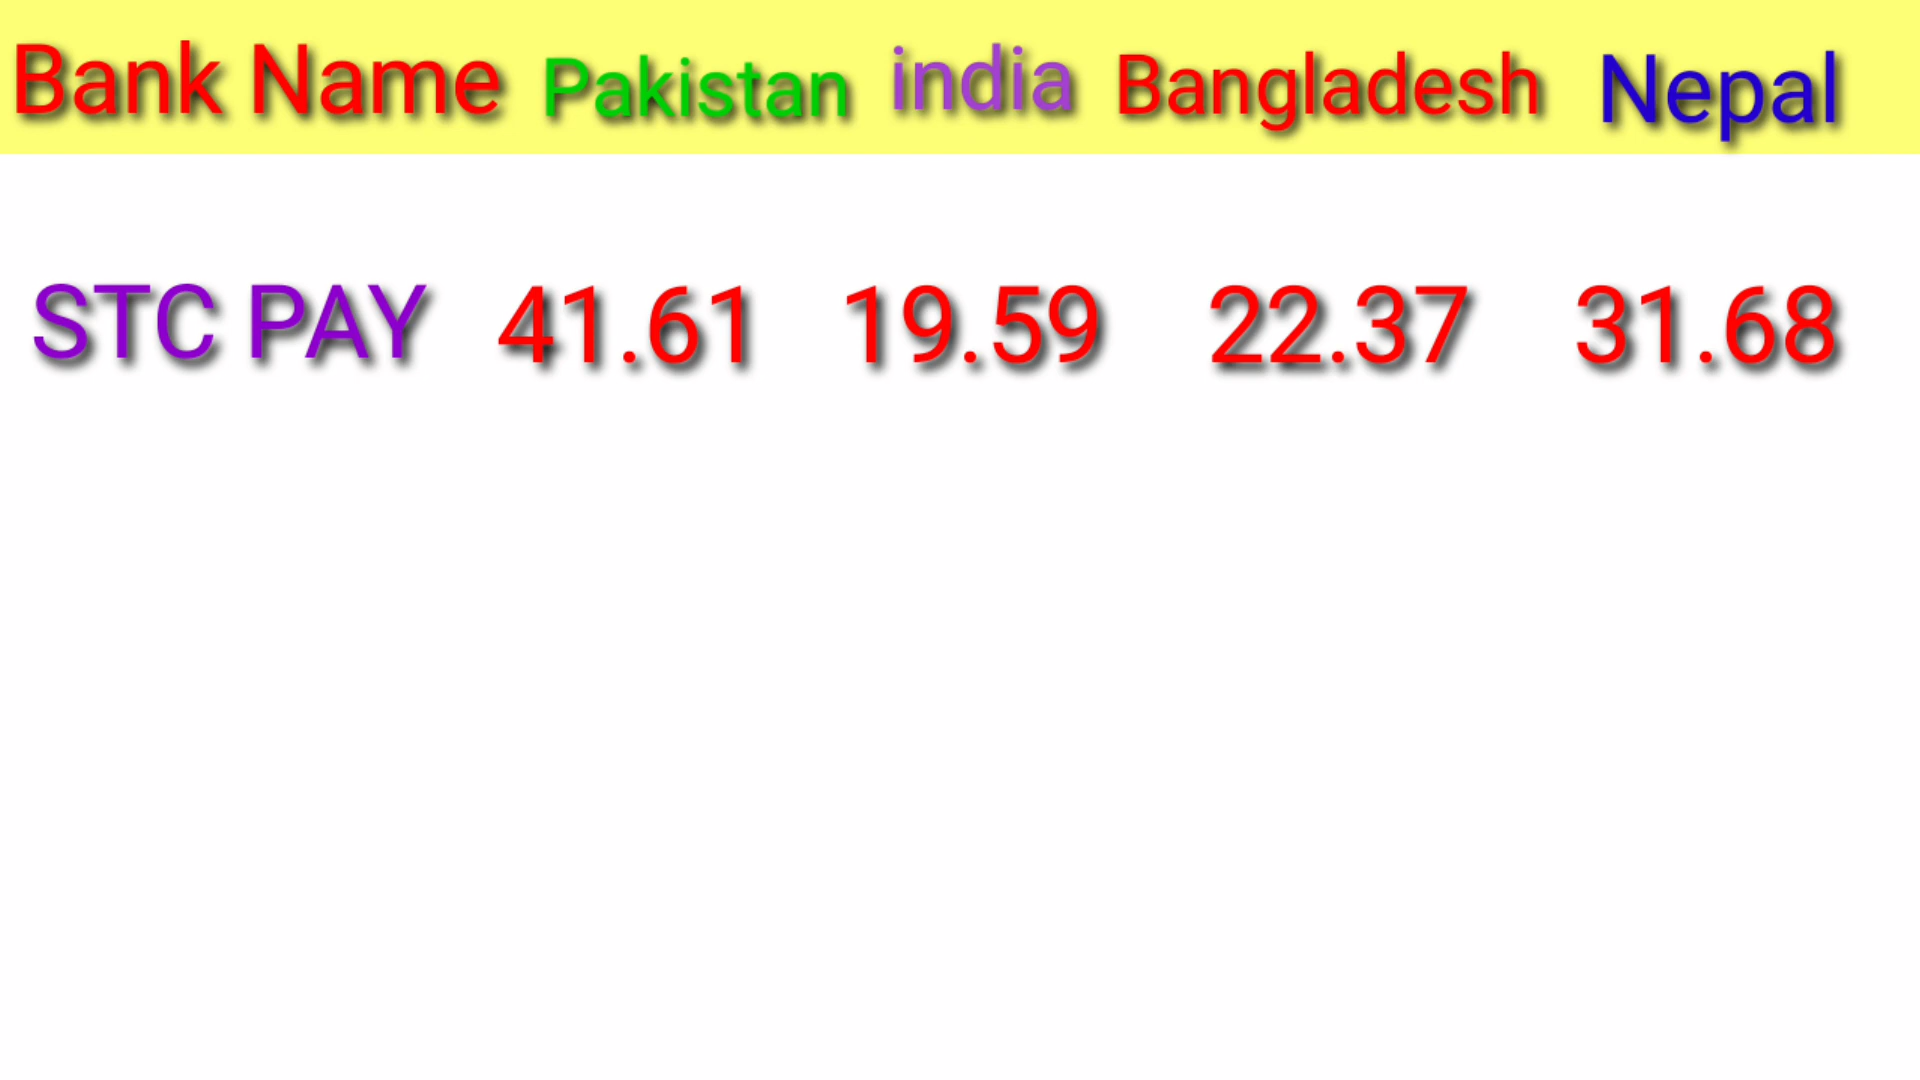 Bank Name Pakistan india Bangladesh Nepal
STC PAY 41.61 19.59 22.37 31.68